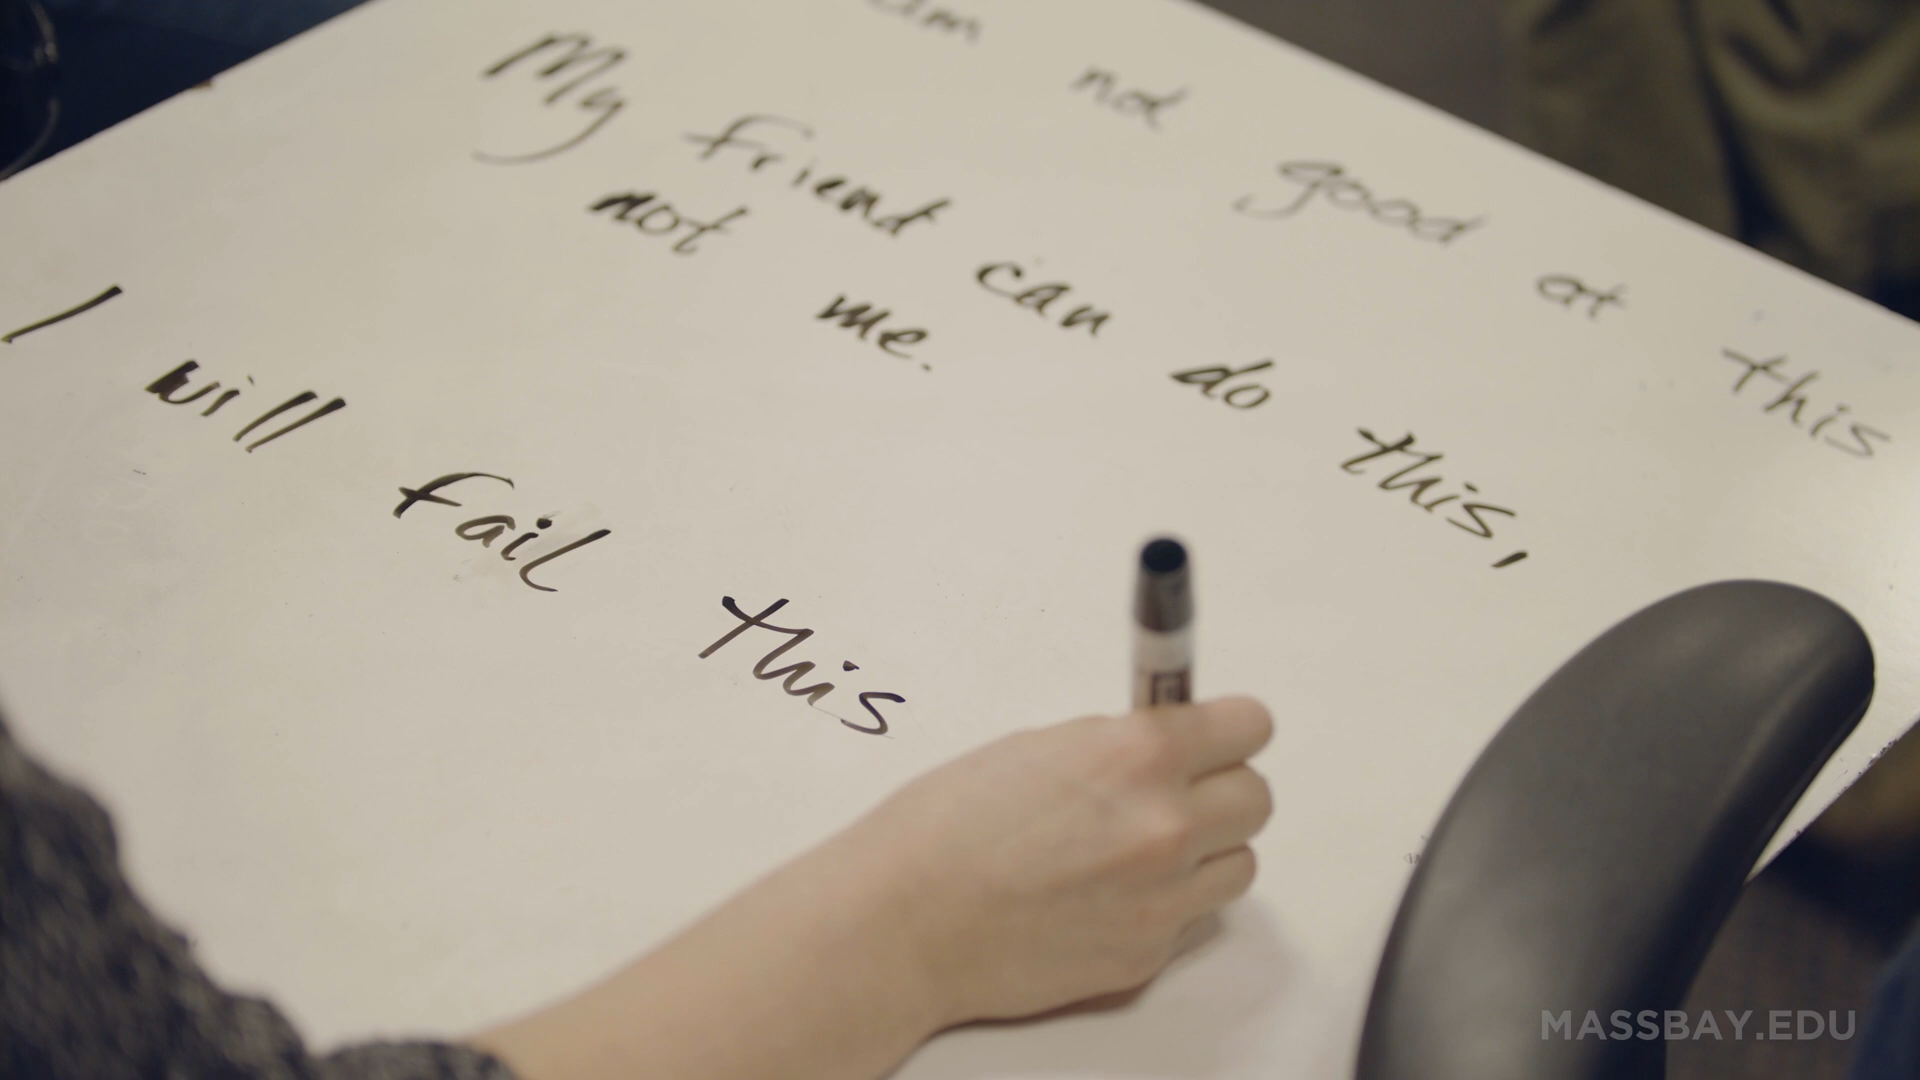 am not good at this
My friend can do this,
not me.
I will fail this
MASSBAY.EDU